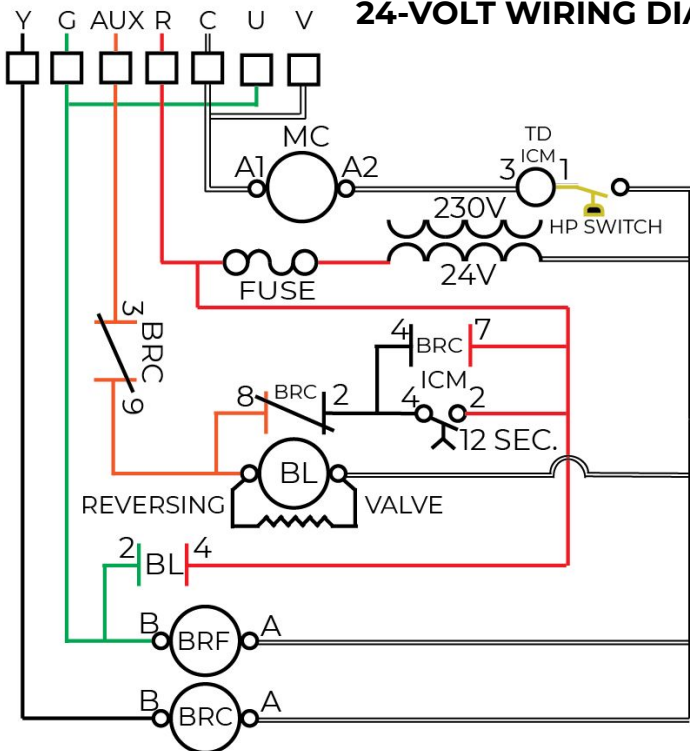 24-VOLT WIRING DIA
Y G AUX R C U V
MC
A1 A2
TD
ICM
3 1
HP SWITCH
230V
24V
FUSE
3
BRC
9
4 BRC 7
8 BRC 2
ICM
4 2
12 SEC.
BL
REVERSING VALVE
2 BL 4
B BRF A
B BRC A